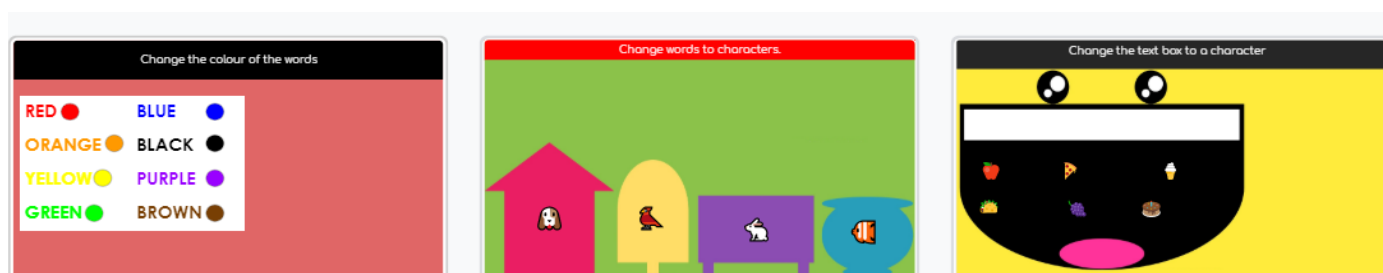 Change the colour of the words
RED BLUE
ORANGE BLACK
YELLOW PURPLE
GREEN BROWN
Change words to characters.
Change the text box to a character